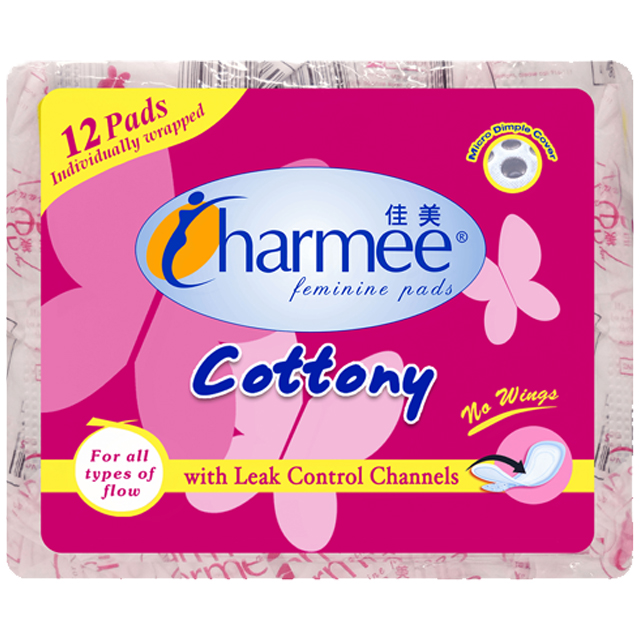 12 Pads
Individually wrapped
Micro Dimple Cover
佳美
Charmee®
feminine pads
Cottony
No Wings
For all
types of
flow
with Leak Control Channels